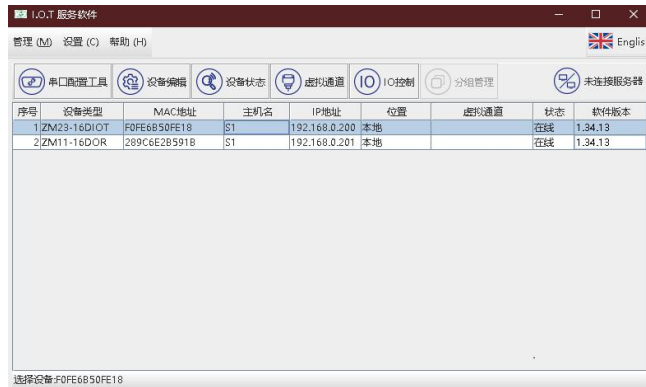 I.O.T 服务软件
管理 (M) 设置 (C) 帮助 (H) Englis
串口配置工具 设备编辑 设备状态 虚拟通道 IO IO控制 分组管理 未连接服务器
序号 设备类型 MAC地址 主机名 IP地址 位置 虚拟通道 状态 软件版本
1 ZM23-16DIOT F0FE6B50FE18 S1 192.168.0.200 本地 在线 1.34.13
2 ZM11-16DOR 289C6E2B591B S1 192.168.0.201 本地 在线 1.34.13
选择设备:F0FE6B50FE18